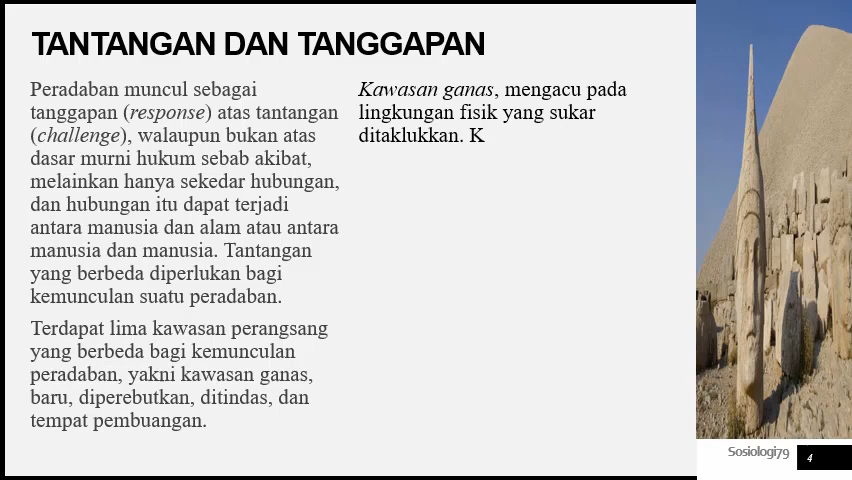 TANTANGAN DAN TANGGAPAN
Peradaban muncul sebagai
tanggapan (response) atas tantangan
(challenge), walaupun bukan atas
dasar murni hukum sebab akibat,
melainkan hanya sekedar hubungan,
dan hubungan itu dapat terjadi
antara manusia dan alam atau antara
manusia dan manusia. Tantangan
yang berbeda diperlukan bagi
kemunculan suatu peradaban.
Terdapat lima kawasan perangsang
yang berbeda bagi kemunculan
peradaban, yakni kawasan ganas,
baru, diperebutkan, ditindas, dan
tempat pembuangan.
Kawasan ganas, mengacu pada
lingkungan fisik yang sukar
ditaklukkan. K
Sosiologi79
4